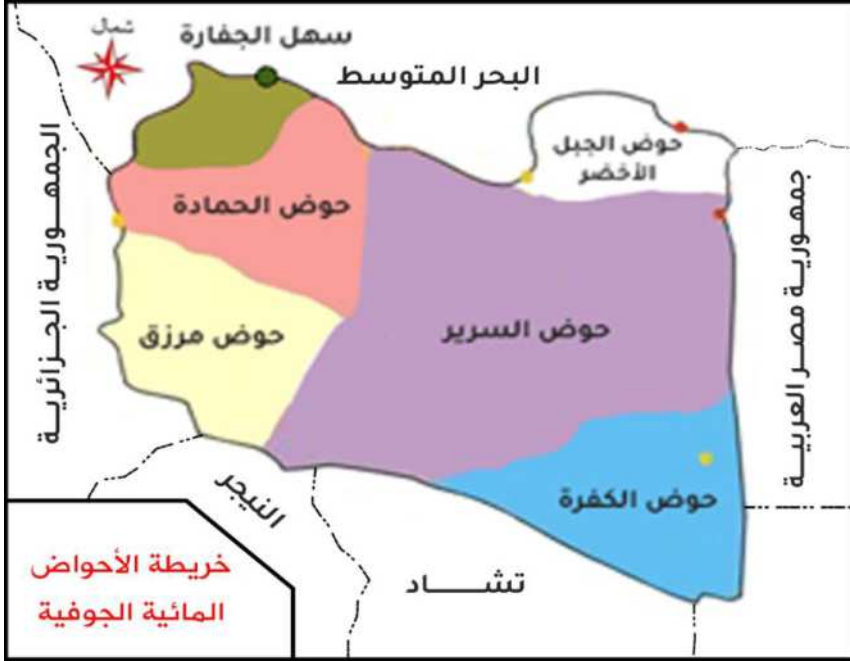 شمال
سهل الجفارة
البحر المتوسط
حوض الجبل
الأخضر
حوض الحمادة
حوض مرزق
حوض السرير
حوض الكفرة
الجمهورية الجزائرية
جمهورية مصر العربية
النيجر
تشاد
خريطة الأحواض
المائية الجوفية